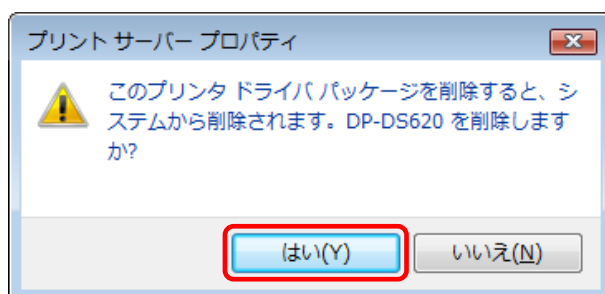 プリント サーバー プロパティ
このプリンタ ドライバ パッケージを削除すると、シ
ステムから削除されます。DP-DS620 を削除します
か?
はい(Y)
いいえ(N)